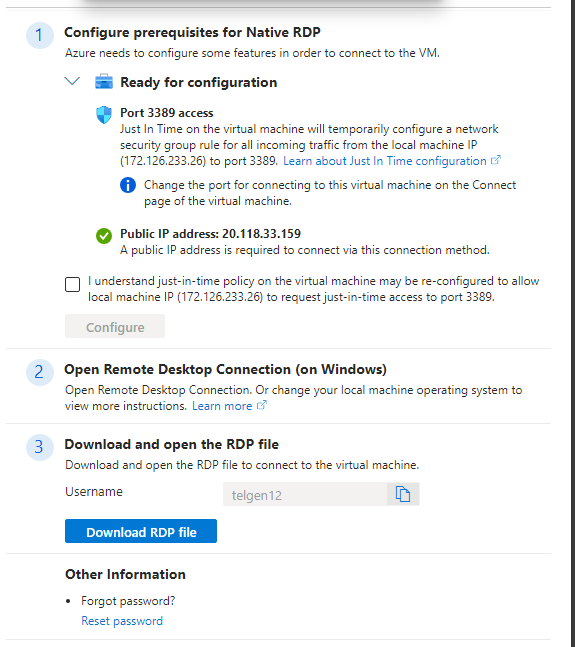 1 Configure prerequisites for Native RDP
Azure needs to configure some features in order to connect to the VM.
Ready for configuration
Port 3389 access
Just In Time on the virtual machine will temporarily configure a network
security group rule for all incoming traffic from the local machine IP
(172.126.233.26) to port 3389. Learn about Just In Time configuration
Change the port for connecting to this virtual machine on the Connect
page of the virtual machine.
Public IP address: 20.118.33.159
A public IP address is required to connect via this connection method.
I understand just-in-time policy on the virtual machine may be re-configured to allow
local machine IP (172.126.233.26) to request just-in-time access to port 3389.
Configure
2 Open Remote Desktop Connection (on Windows)
Open Remote Desktop Connection. Or change your local machine operating system to
view more instructions. Learn more
3 Download and open the RDP file
Download and open the RDP file to connect to the virtual machine.
Username telgen12
Download RDP file
Other Information
• Forgot password?
Reset password